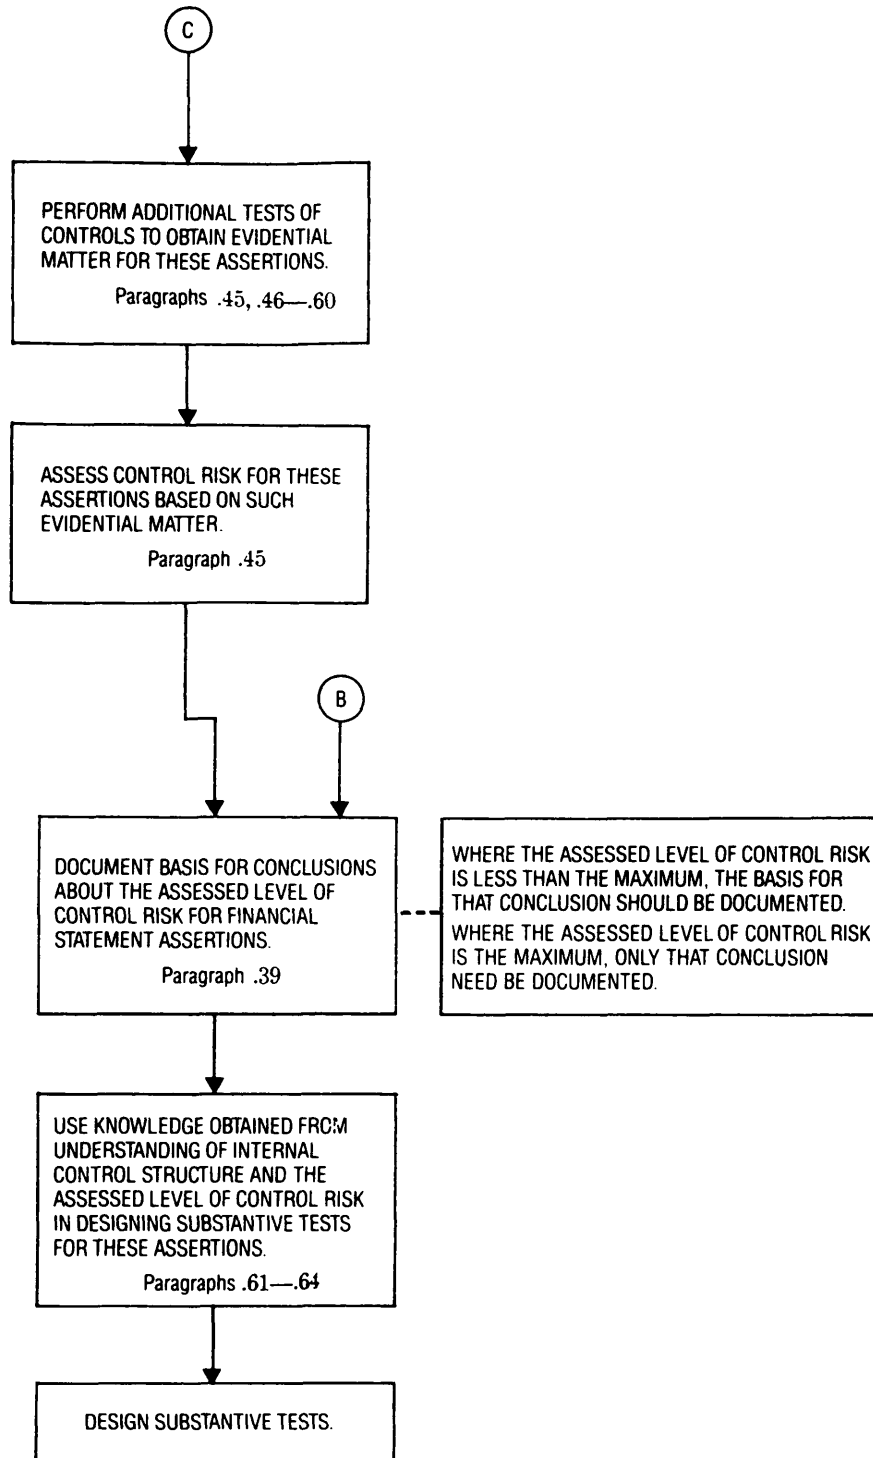 C
PERFORM ADDITIONAL TESTS OF
CONTROLS TO OBTAIN EVIDENTIAL
MATTER FOR THESE ASSERTIONS.
Paragraphs .45, .46—.60
ASSESS CONTROL RISK FOR THESE
ASSERTIONS BASED ON SUCH
EVIDENTIAL MATTER.
Paragraph .45
B
DOCUMENT BASIS FOR CONCLUSIONS
ABOUT THE ASSESSED LEVEL OF
CONTROL RISK FOR FINANCIAL
STATEMENT ASSERTIONS.
Paragraph .39
WHERE THE ASSESSED LEVEL OF CONTROL RISK
IS LESS THAN THE MAXIMUM, THE BASIS FOR
THAT CONCLUSION SHOULD BE DOCUMENTED.
WHERE THE ASSESSED LEVEL OF CONTROL RISK
IS THE MAXIMUM, ONLY THAT CONCLUSION
NEED BE DOCUMENTED.
USE KNOWLEDGE OBTAINED FROM
UNDERSTANDING OF INTERNAL
CONTROL STRUCTURE AND THE
ASSESSED LEVEL OF CONTROL RISK
IN DESIGNING SUBSTANTIVE TESTS
FOR THESE ASSERTIONS.
Paragraphs .61—.64
DESIGN SUBSTANTIVE TESTS.